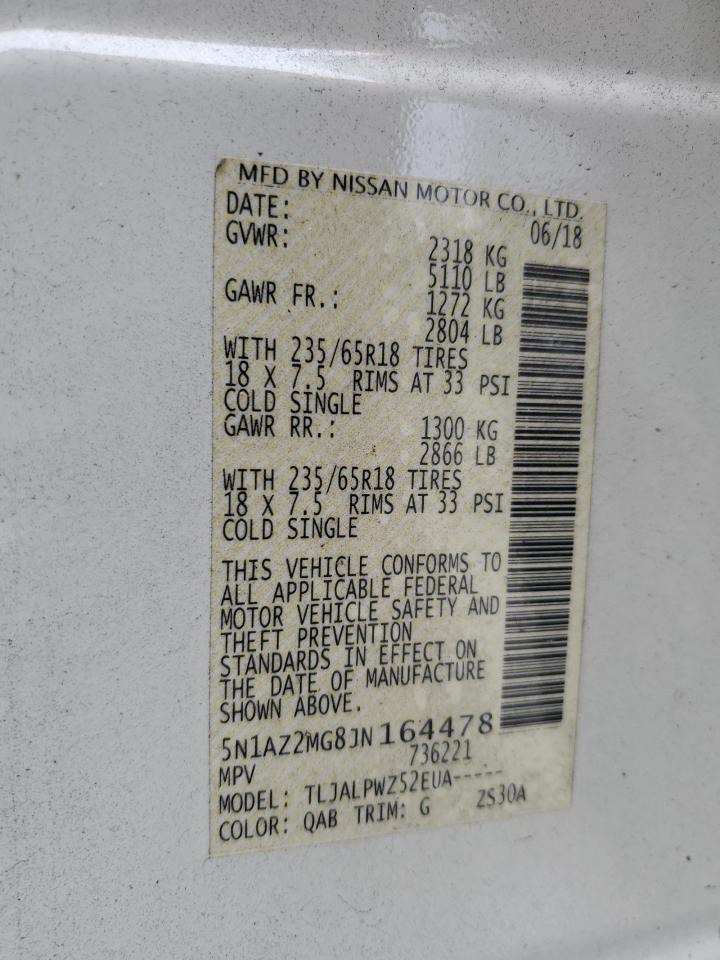 MFD BY NISSAN MOTOR CO., LTD.
DATE: 06/18
GVWR: 2318 KG
5110 LB
GAWR FR.: 1272 KG
2804 LB
WITH 235/65R18 TIRES
18 X 7.5 RIMS AT 33 PSI
COLD SINGLE
GAWR RR.: 1300 KG
2866 LB
WITH 235/65R18 TIRES
18 X 7.5 RIMS AT 33 PSI
COLD SINGLE
THIS VEHICLE CONFORMS TO
ALL APPLICABLE FEDERAL
MOTOR VEHICLE SAFETY AND
THEFT PREVENTION
STANDARDS IN EFFECT ON
THE DATE OF MANUFACTURE
SHOWN ABOVE.
5N1AZ2MG8JN164478
MPV 736221
MODEL: TLJALPWZ52EUA-----
COLOR: QAB TRIM: G ZS30A